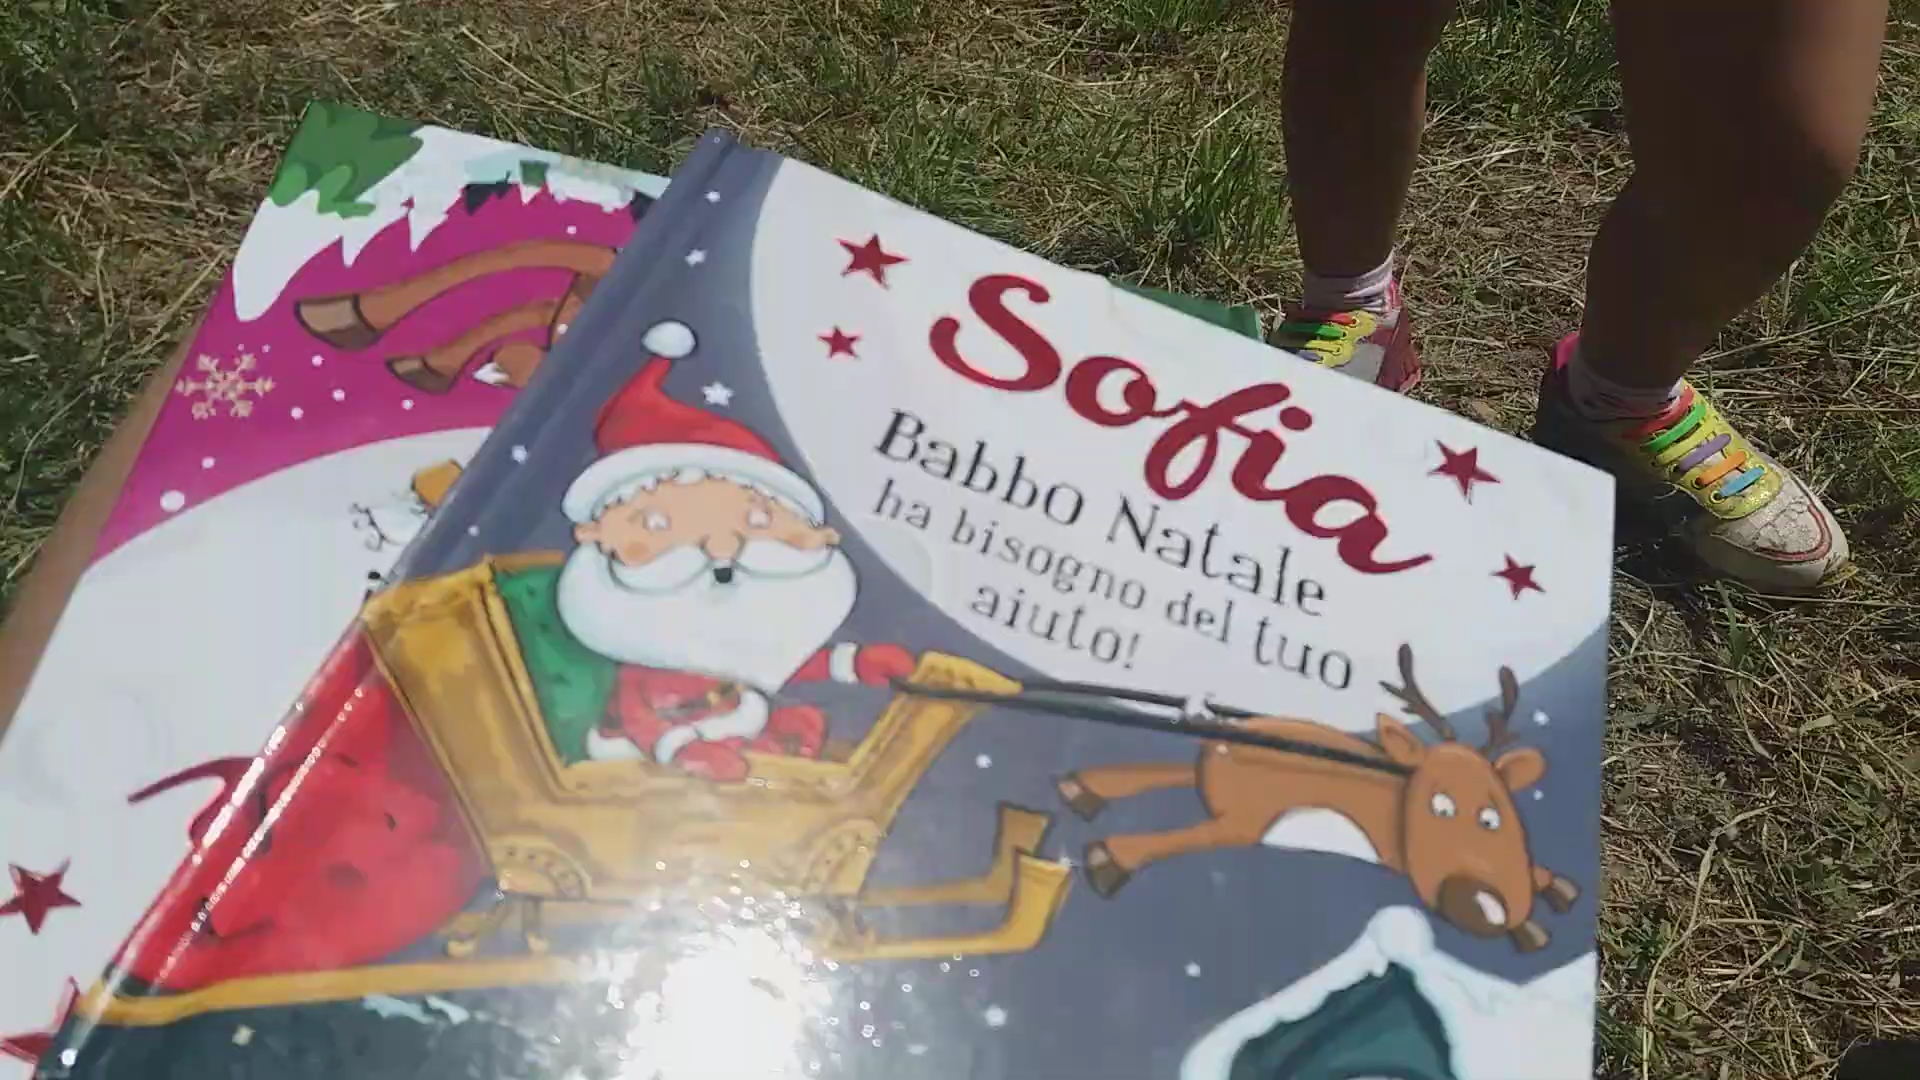 Sofia
Babbo Natale
ha bisogno del tuo
aiuto!